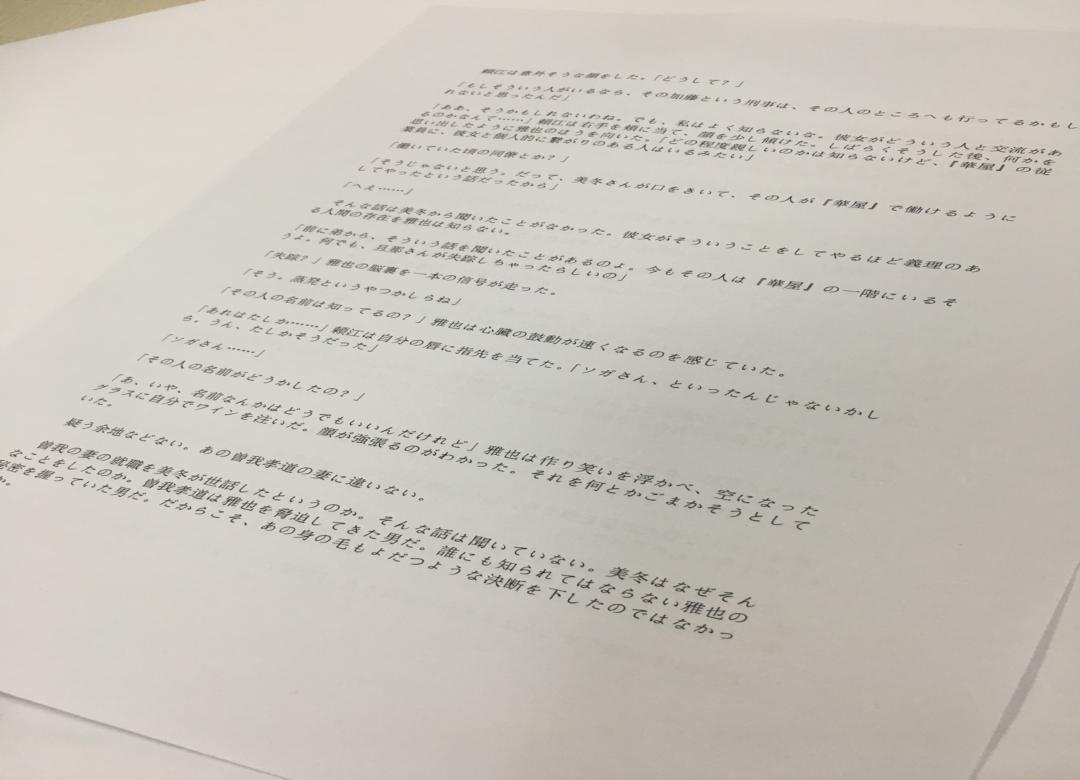 頼江は意外そうな顔をした。「どうして？」
「もしそういう人がいるなら、その加藤という刑事は、その人のところへも行ってるかもし
れないと思ったんだ」
「ああ、そうかもしれないわね。でも、私はよく知らないな。彼女がどういう人と交流があ
るのかなんて……」頼江は右手を頬に当て、顔を少し傾けた。しばらくそうした後、何かを
思い出したように雅也のほうを向いた。「どの程度親しいのかは知らないけど、『華屋』の従
業員に、彼女と個人的に繋がりのある人はいるみたい」
「働いていた頃の同僚とか？」
「そうじゃないと思う。だって、美冬さんが口をきいて、その人が『華屋』で働けるように
してやったという話だったから」
「へえ……」
そんな話は美冬から聞いたことがなかった。彼女がそういうことをしてやるほど義理のあ
る人間の存在を雅也は知らない。
「前に弟から、そういう話を聞いたことがあるのよ。今もその人は『華屋』の一階にいるそ
うよ。何でも、旦那さんが失踪しちゃったらしいの」
「失踪？」雅也の脳裏を一本の信号が走った。
「そう。蒸発というやつかしらね」
「その人の名前は知ってるの？」雅也は心臓の鼓動が速くなるのを感じていた。
「あれはたしか……」頼江は自分の唇に指先を当てた。「ソガさん、といったんじゃないかし
ら。うん、たしかそうだった」
「ソガさん……」
「その人の名前がどうかしたの？」
「あ、いや、名前なんかはどうでもいいんだけれど」雅也は作り笑いを浮かべ、空になった
グラスに自分でワインを注いだ。顔が強張るのがわかった。それを何とかごまかそうとして
いた。
疑う余地などない。あの曽我孝道の妻に違いない。
曽我の妻の就職を美冬が世話したというのか。そんな話は聞いていない。美冬はなぜそん
なことをしたのか。曽我孝道は雅也を脅迫してきた男だ。誰にも知られてはならない雅也の
秘密を握っていた男だ。だからこそ、あの身の毛もよだつような決断を下したのではなかっ
か。